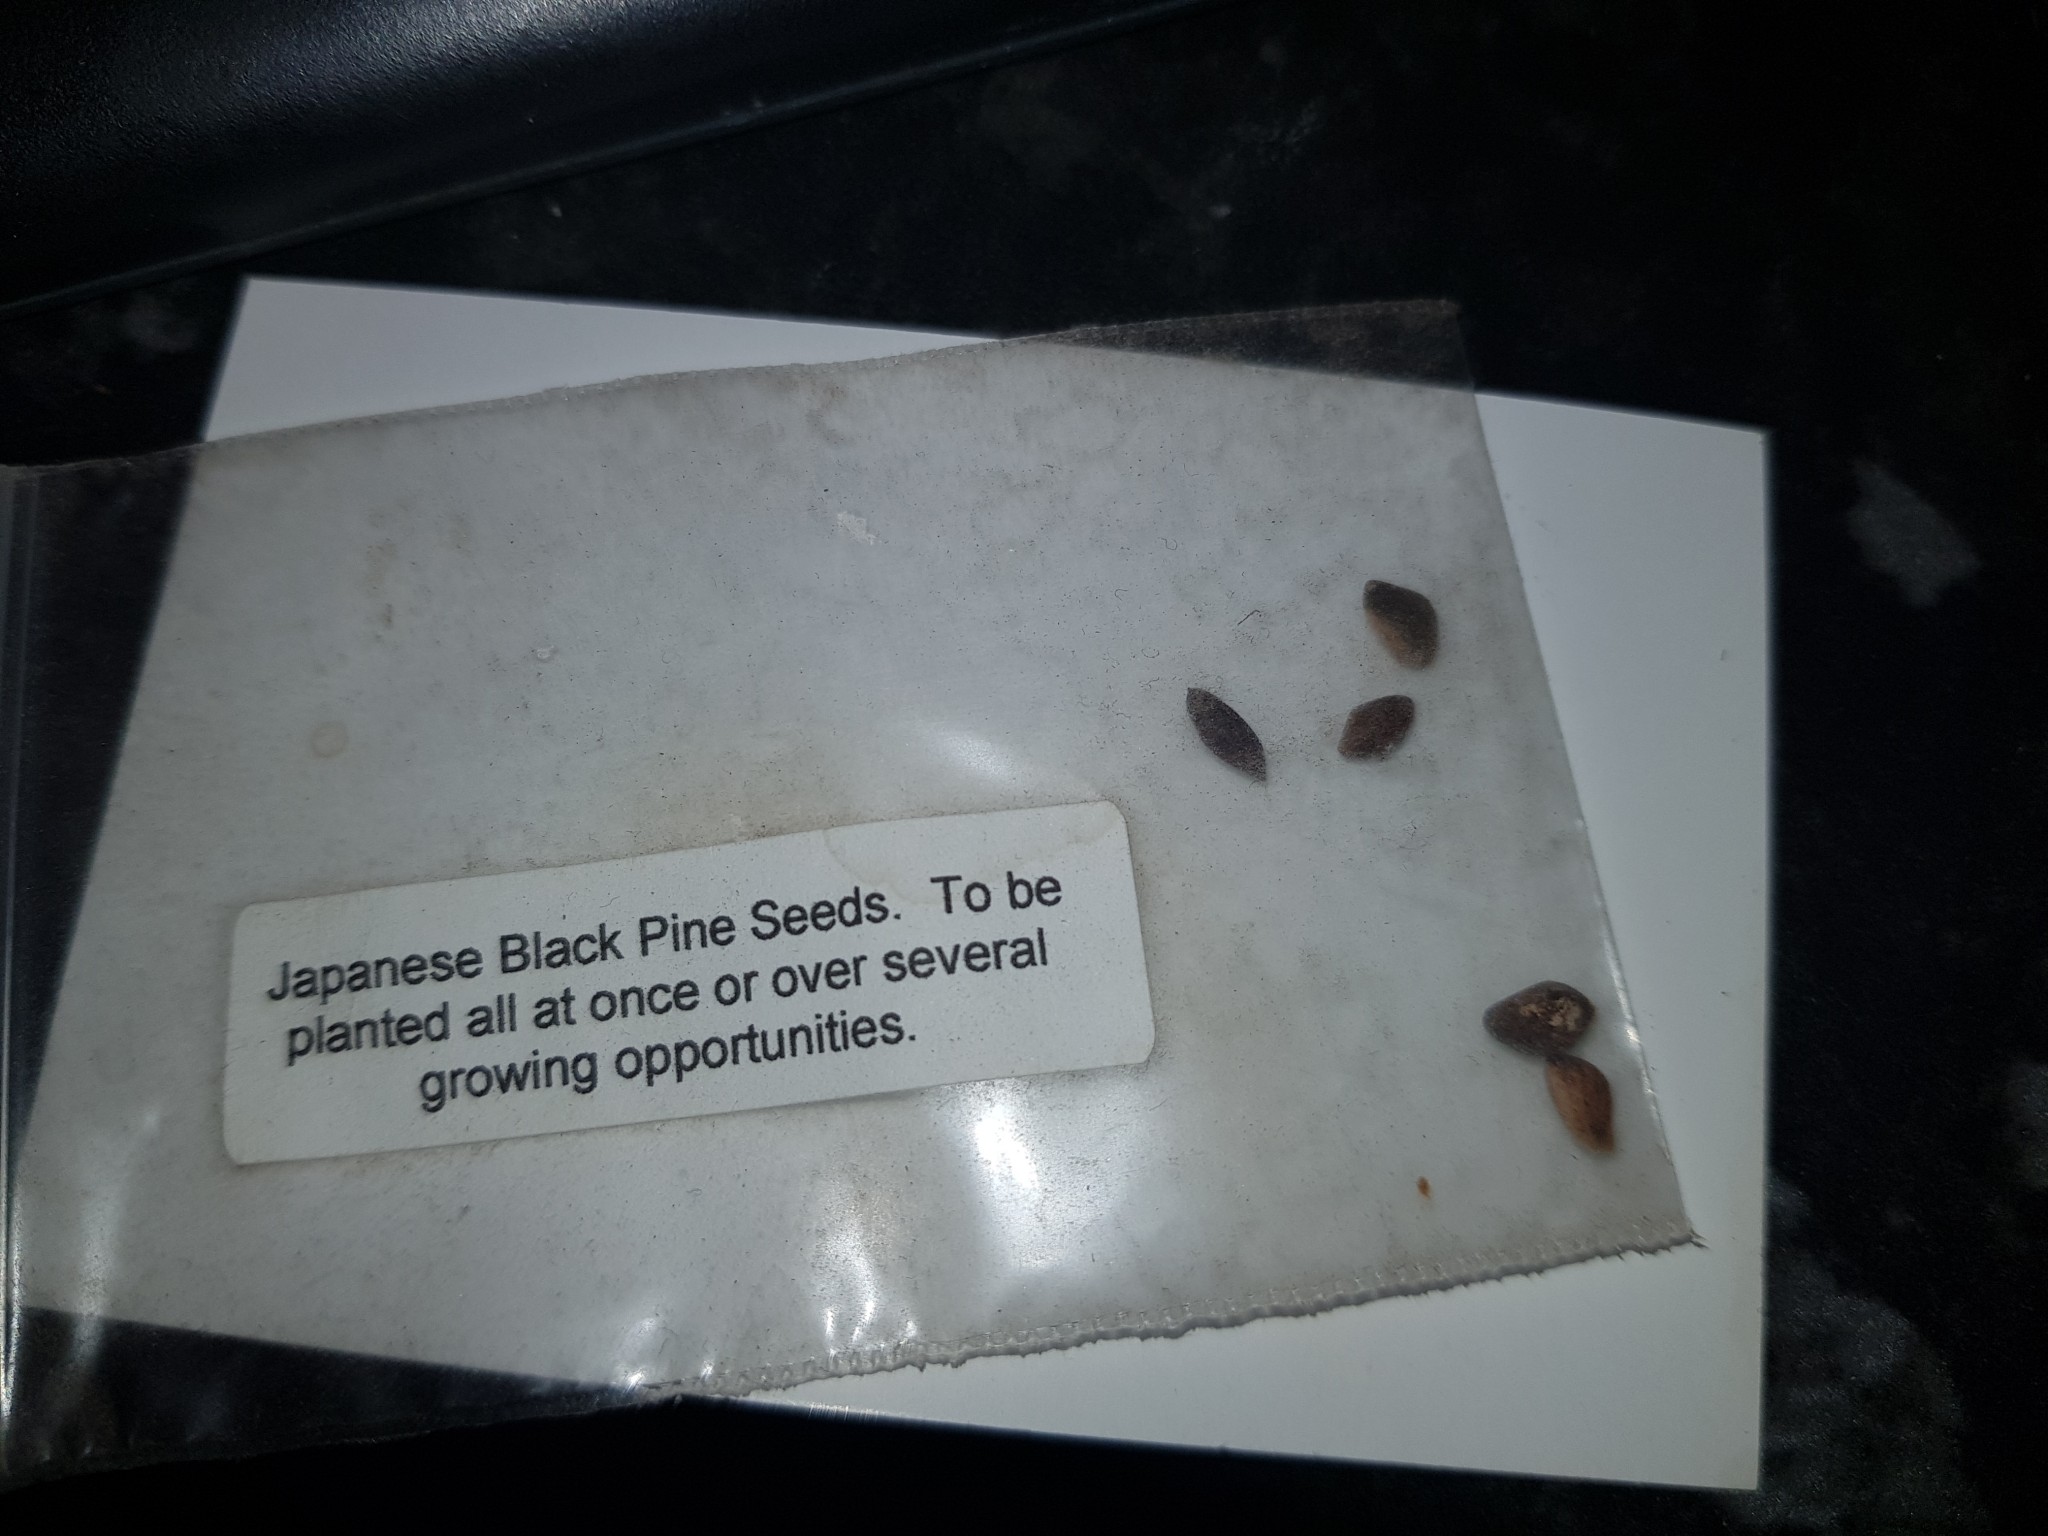 Japanese Black Pine Seeds. To be
planted all at once or over several
growing opportunities.